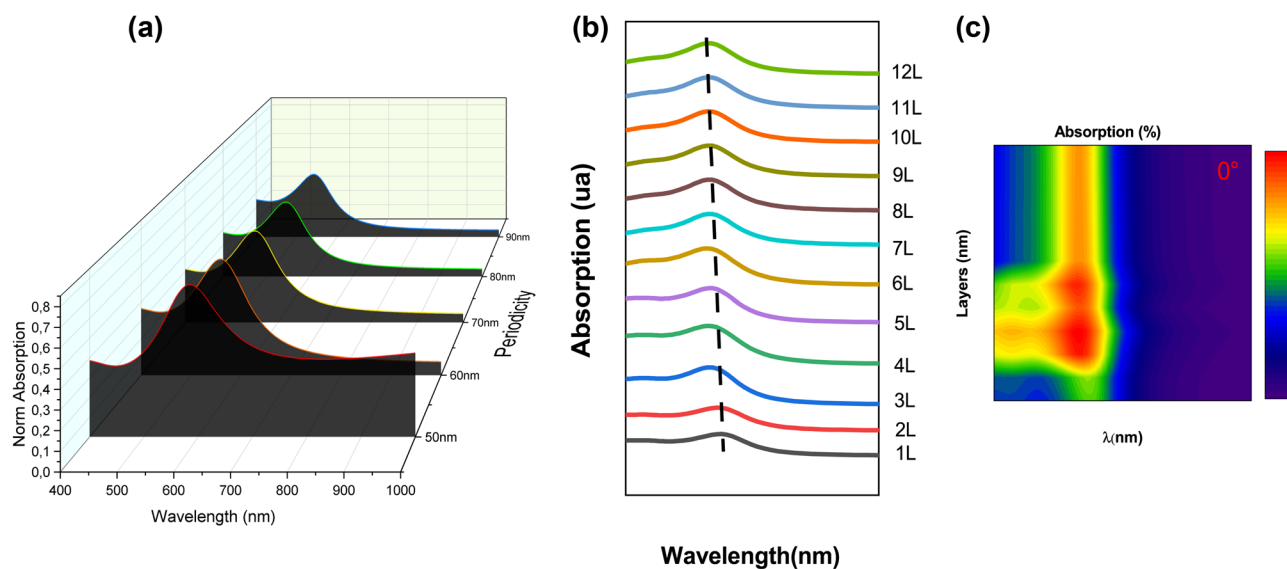 (a)
0,8
0,7
0,6
0,5
0,4
0,3
0,2
0,1
0,0
Norm Absorption
400
500
600
700
800
900
1000
Wavelength (nm)
90nm
80nm
70nm
60nm
50nm
Periodicity
(b)
Absorption (ua)
12L
11L
10L
9L
8L
7L
6L
5L
4L
3L
2L
1L
Wavelength(nm)
(c)
Absorption (%)
0°
Layers (nm)
λ(nm)